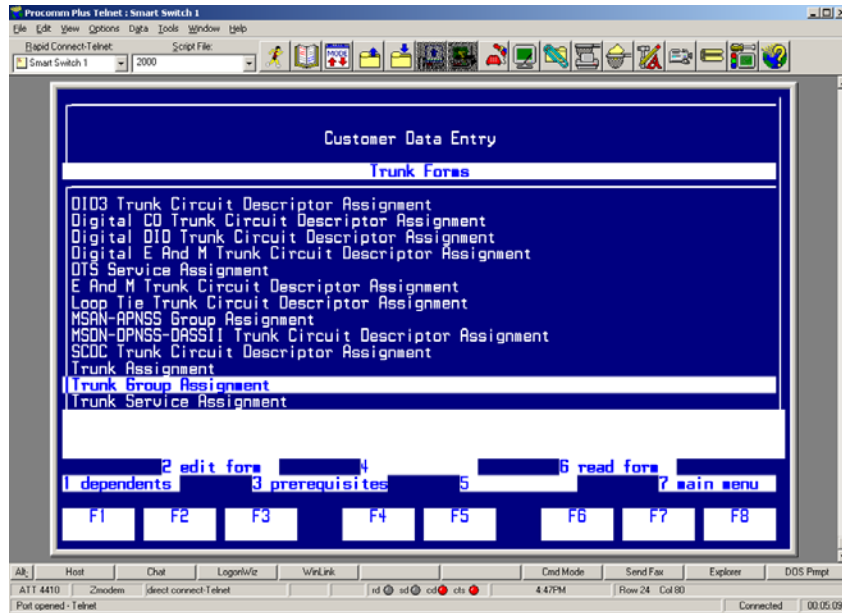 Procomm Plus Telnet : Smart Switch 1
File Edit View Options Data Tools Window Help
Rapid Connect-Telnet: Script File:
Smart Switch 1 2000
MODE
Customer Data Entry
Trunk Forms
DID3 Trunk Circuit Descriptor Assignment
Digital CO Trunk Circuit Descriptor Assignment
Digital DID Trunk Circuit Descriptor Assignment
Digital E And M Trunk Circuit Descriptor Assignment
DTS Service Assignment
E And M Trunk Circuit Descriptor Assignment
Loop Tie Trunk Circuit Descriptor Assignment
MSAN-APNSS Group Assignment
MSDN-DPNSS-DASSII Trunk Circuit Descriptor Assignment
SCOC Trunk Circuit Descriptor Assignment
Trunk Assignment
Trunk Group Assignment
Trunk Service Assignment
2 edit form 4 6 read form
1 dependents 3 prerequisites 5 7 main menu
F1 F2 F3 F4 F5 F6 F7 F8
Alt- Host Chat LogonWiz WinLink Cmd Mode Send Fax Explorer DOS Prmpt
ATT 4410 Zmodem direct connect-Telnet rd sd cd cts 4:47PM Row 24 Col 80
Port opened - Telnet Connected 00:05:09